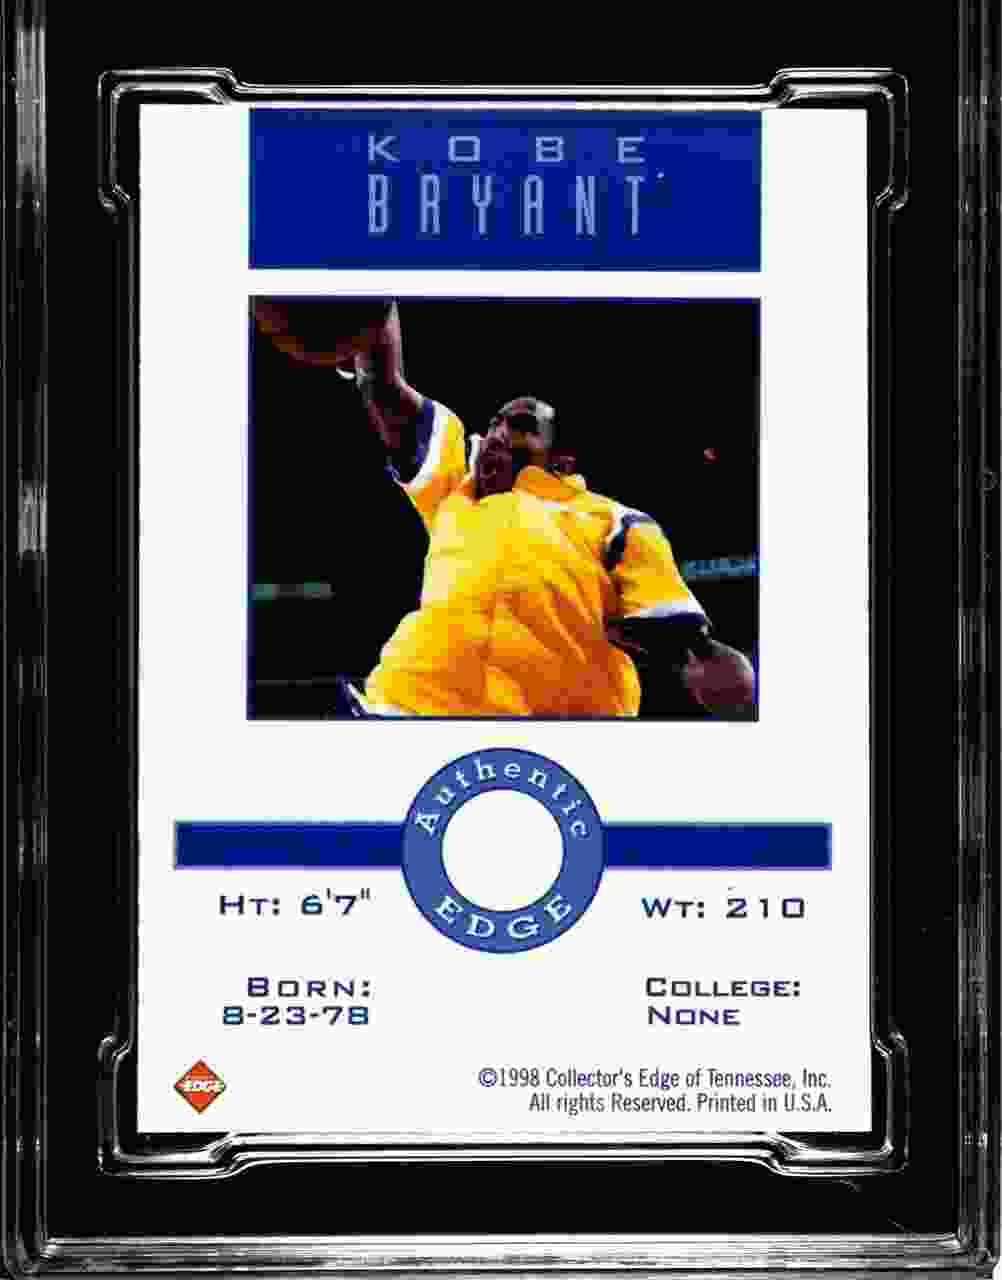 KOBE
BRYANT
Authentic
EDGE
HT: 6'7"
WT: 210
BORN:
8-23-78
COLLEGE:
NONE
EDGE
©1998 Collector's Edge of Tennessee, Inc.
All rights Reserved. Printed in U.S.A.